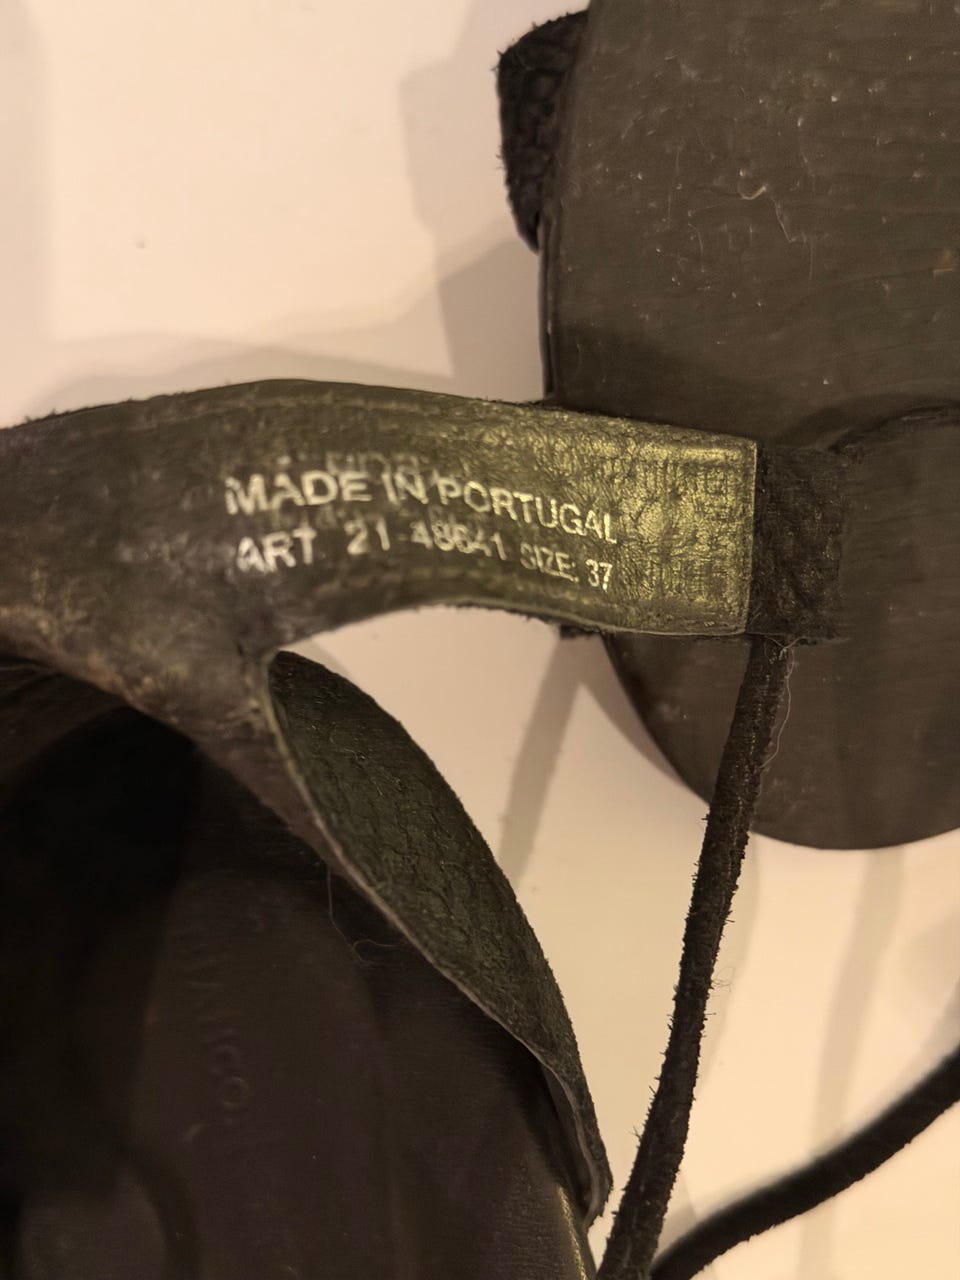 MADE IN PORTUGAL
ART. 21-48641 SIZE: 37